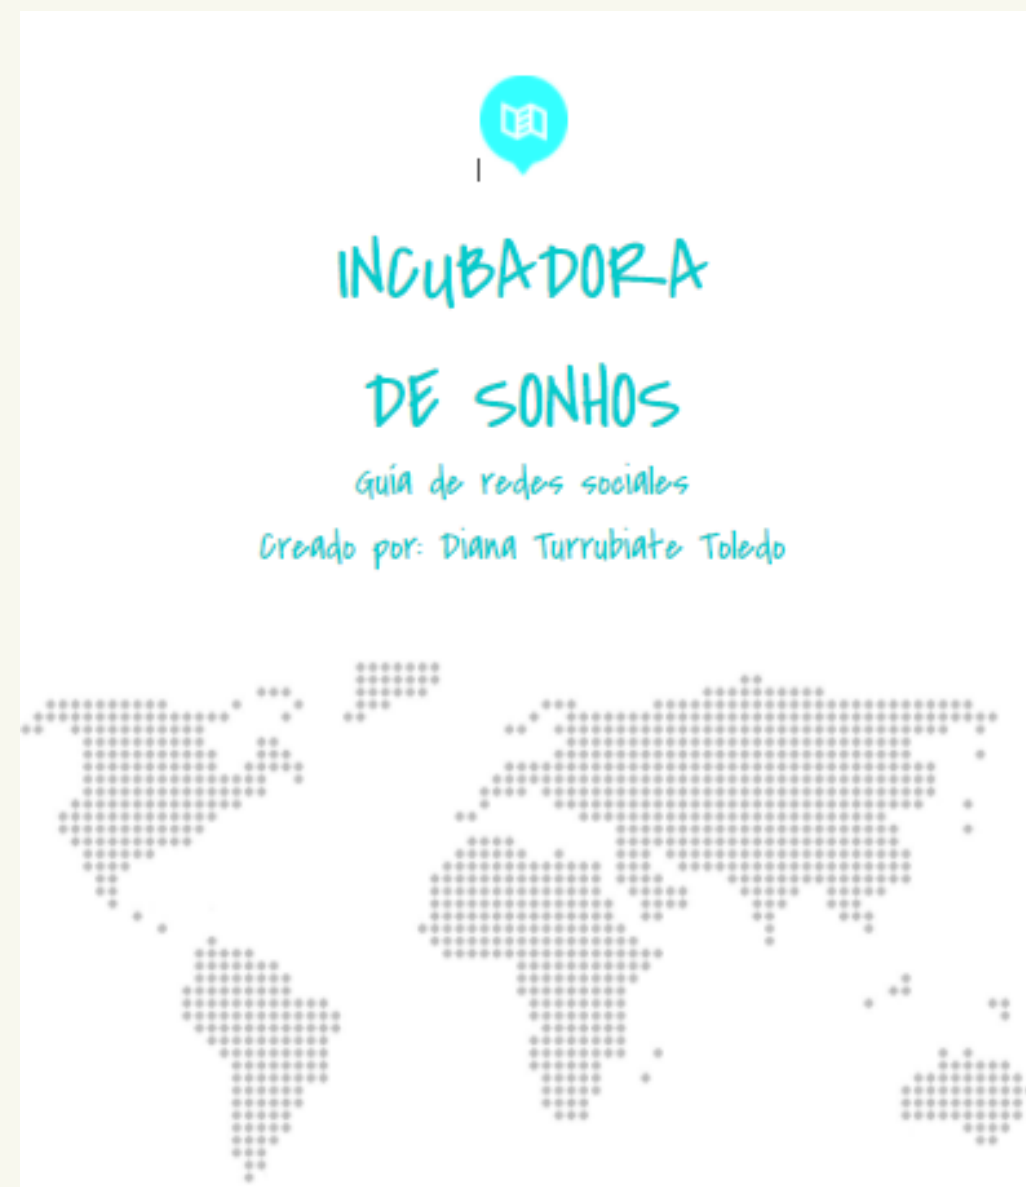 INCUBADORA
DE SONHOS
Guía de redes sociales
Creado por: Diana Turrubiate Toledo